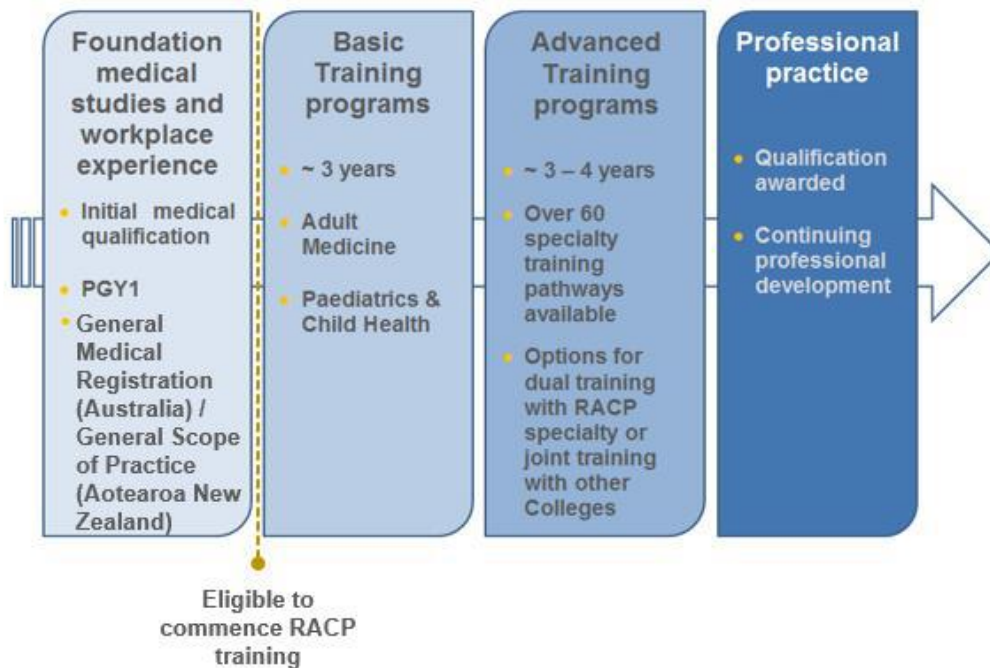 Foundation
medical
studies and
workplace
experience
• Initial medical
qualification
• PGY1
• General
Medical
Registration
(Australia) /
General Scope
of Practice
(Aotearoa New
Zealand)
Eligible to
commence RACP
training
Basic
Training
programs
• ~ 3 years
• Adult
Medicine
• Paediatrics &
Child Health
Advanced
Training
programs
• ~ 3 – 4 years
• Over 60
specialty
training
pathways
available
• Options for
dual training
with RACP
specialty or
joint training
with other
Colleges
Professional
practice
• Qualification
awarded
• Continuing
professional
development